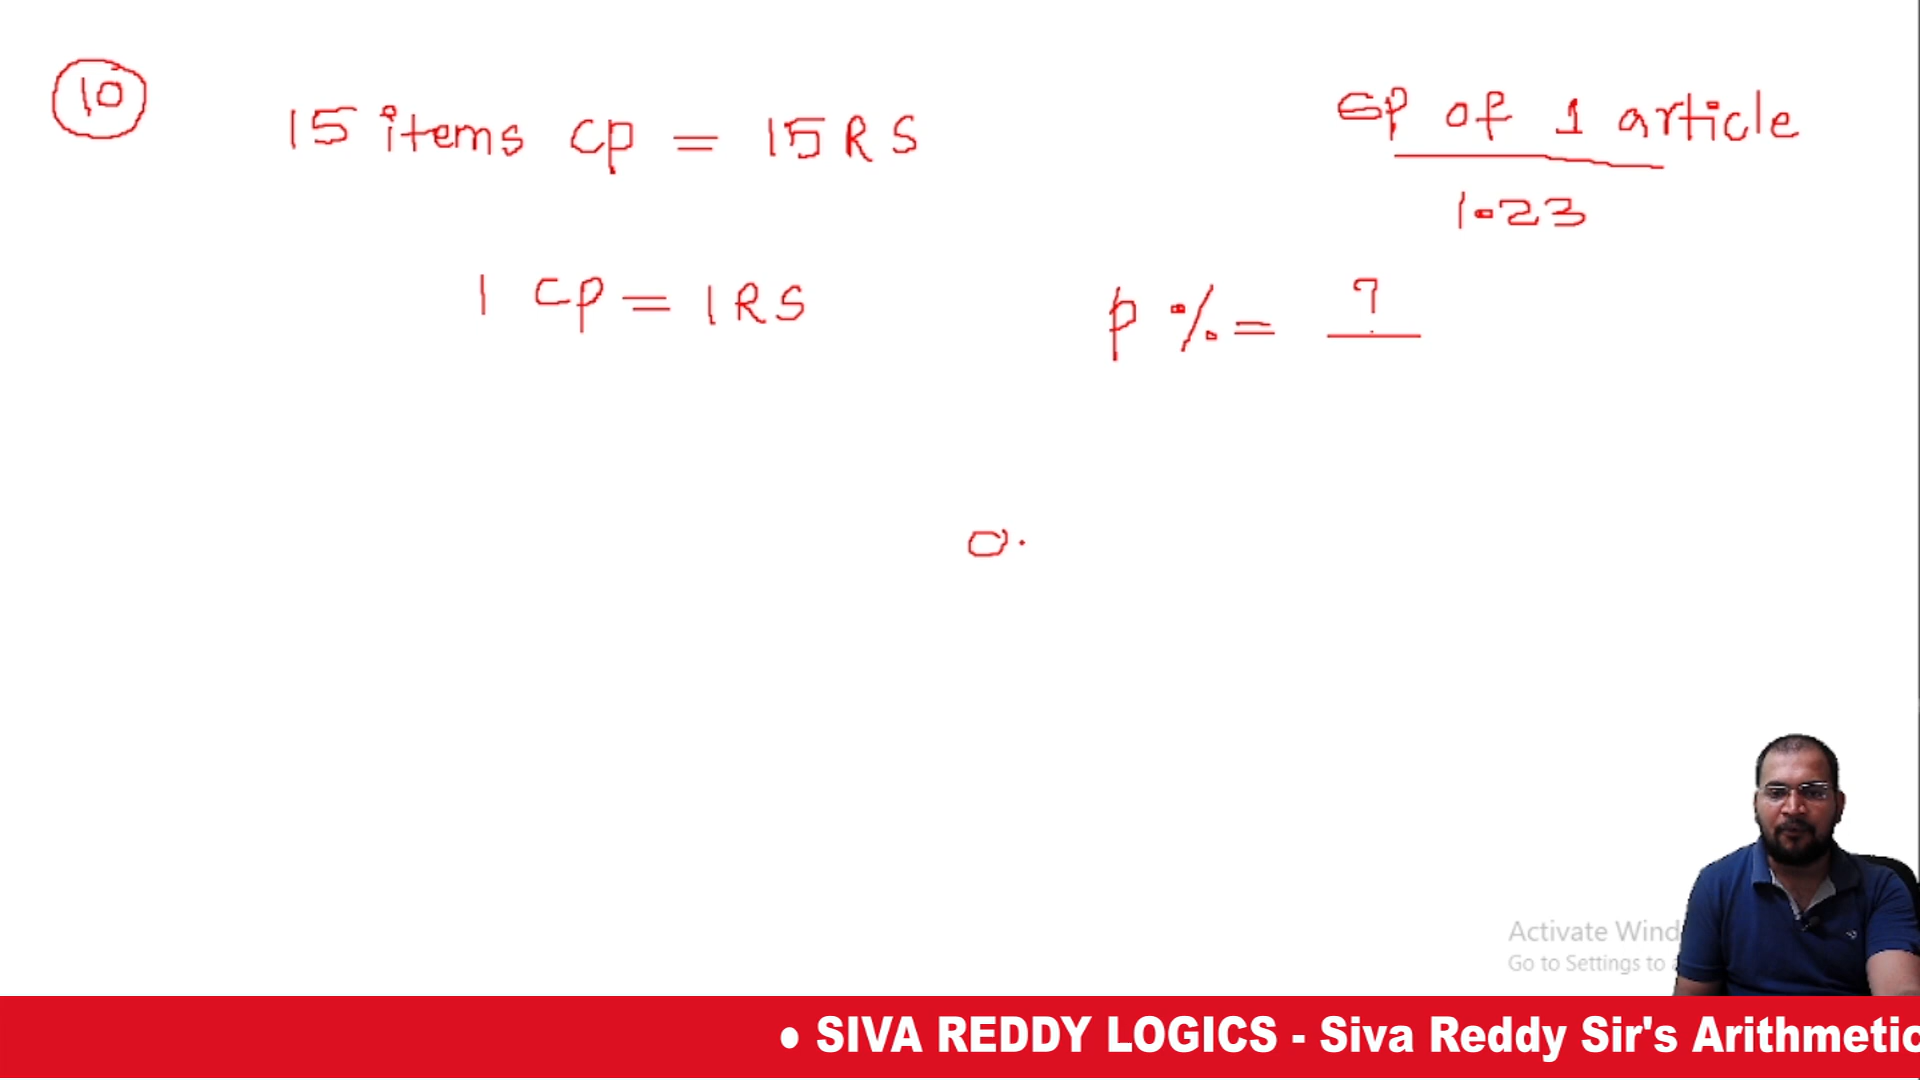 10
15 items CP = 15 RS
SP of 1 article
1.23
1 CP = 1 RS
P % = ?
0.
Activate Wind
Go to Settings to
• SIVA REDDY LOGICS - Siva Reddy Sir's Arithmetic